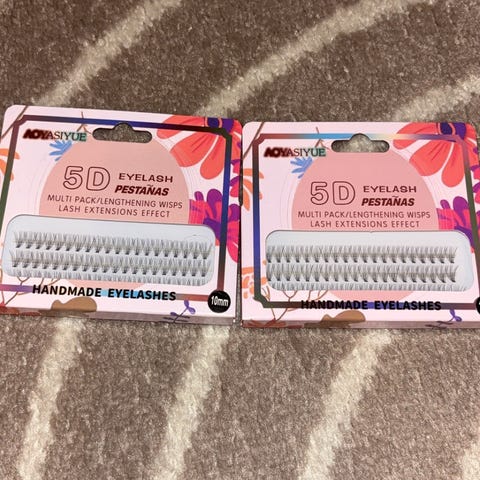 AOYASIYUE
5D EYELASH
PESTAÑAS
MULTI PACK/LENGTHENING WISPS
LASH EXTENSIONS EFFECT
HANDMADE EYELASHES
10mm
AOYASIYUE
5D EYELASH
PESTAÑAS
MULTI PACK/LENGTHENING WISPS
LASH EXTENSIONS EFFECT
HANDMADE EYELASHES